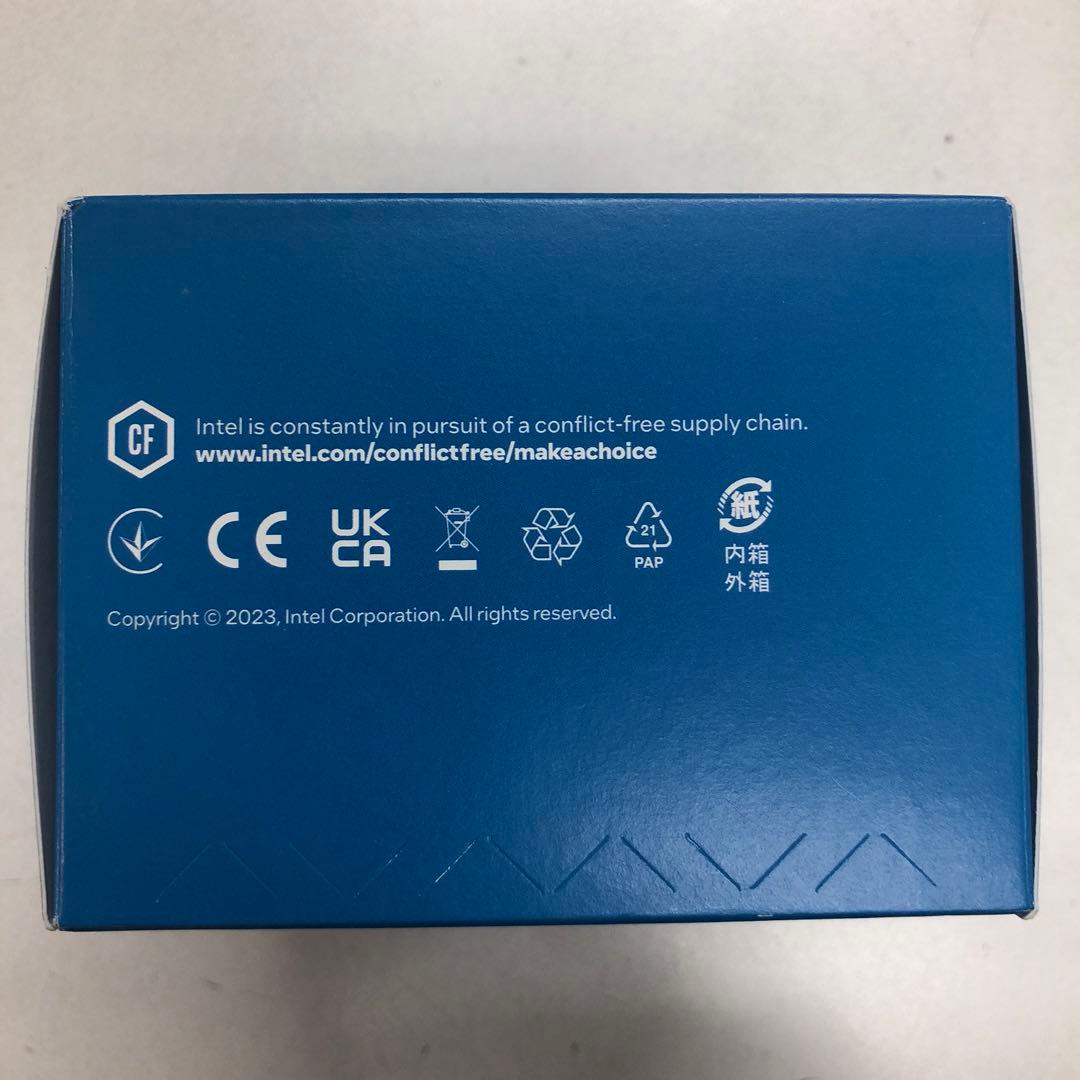 CF
Intel is constantly in pursuit of a conflict-free supply chain.
www.intel.com/conflictfree/makeachoice
CE
UK
CA
21
PAP
紙
内箱
外箱
Copyright © 2023, Intel Corporation. All rights reserved.